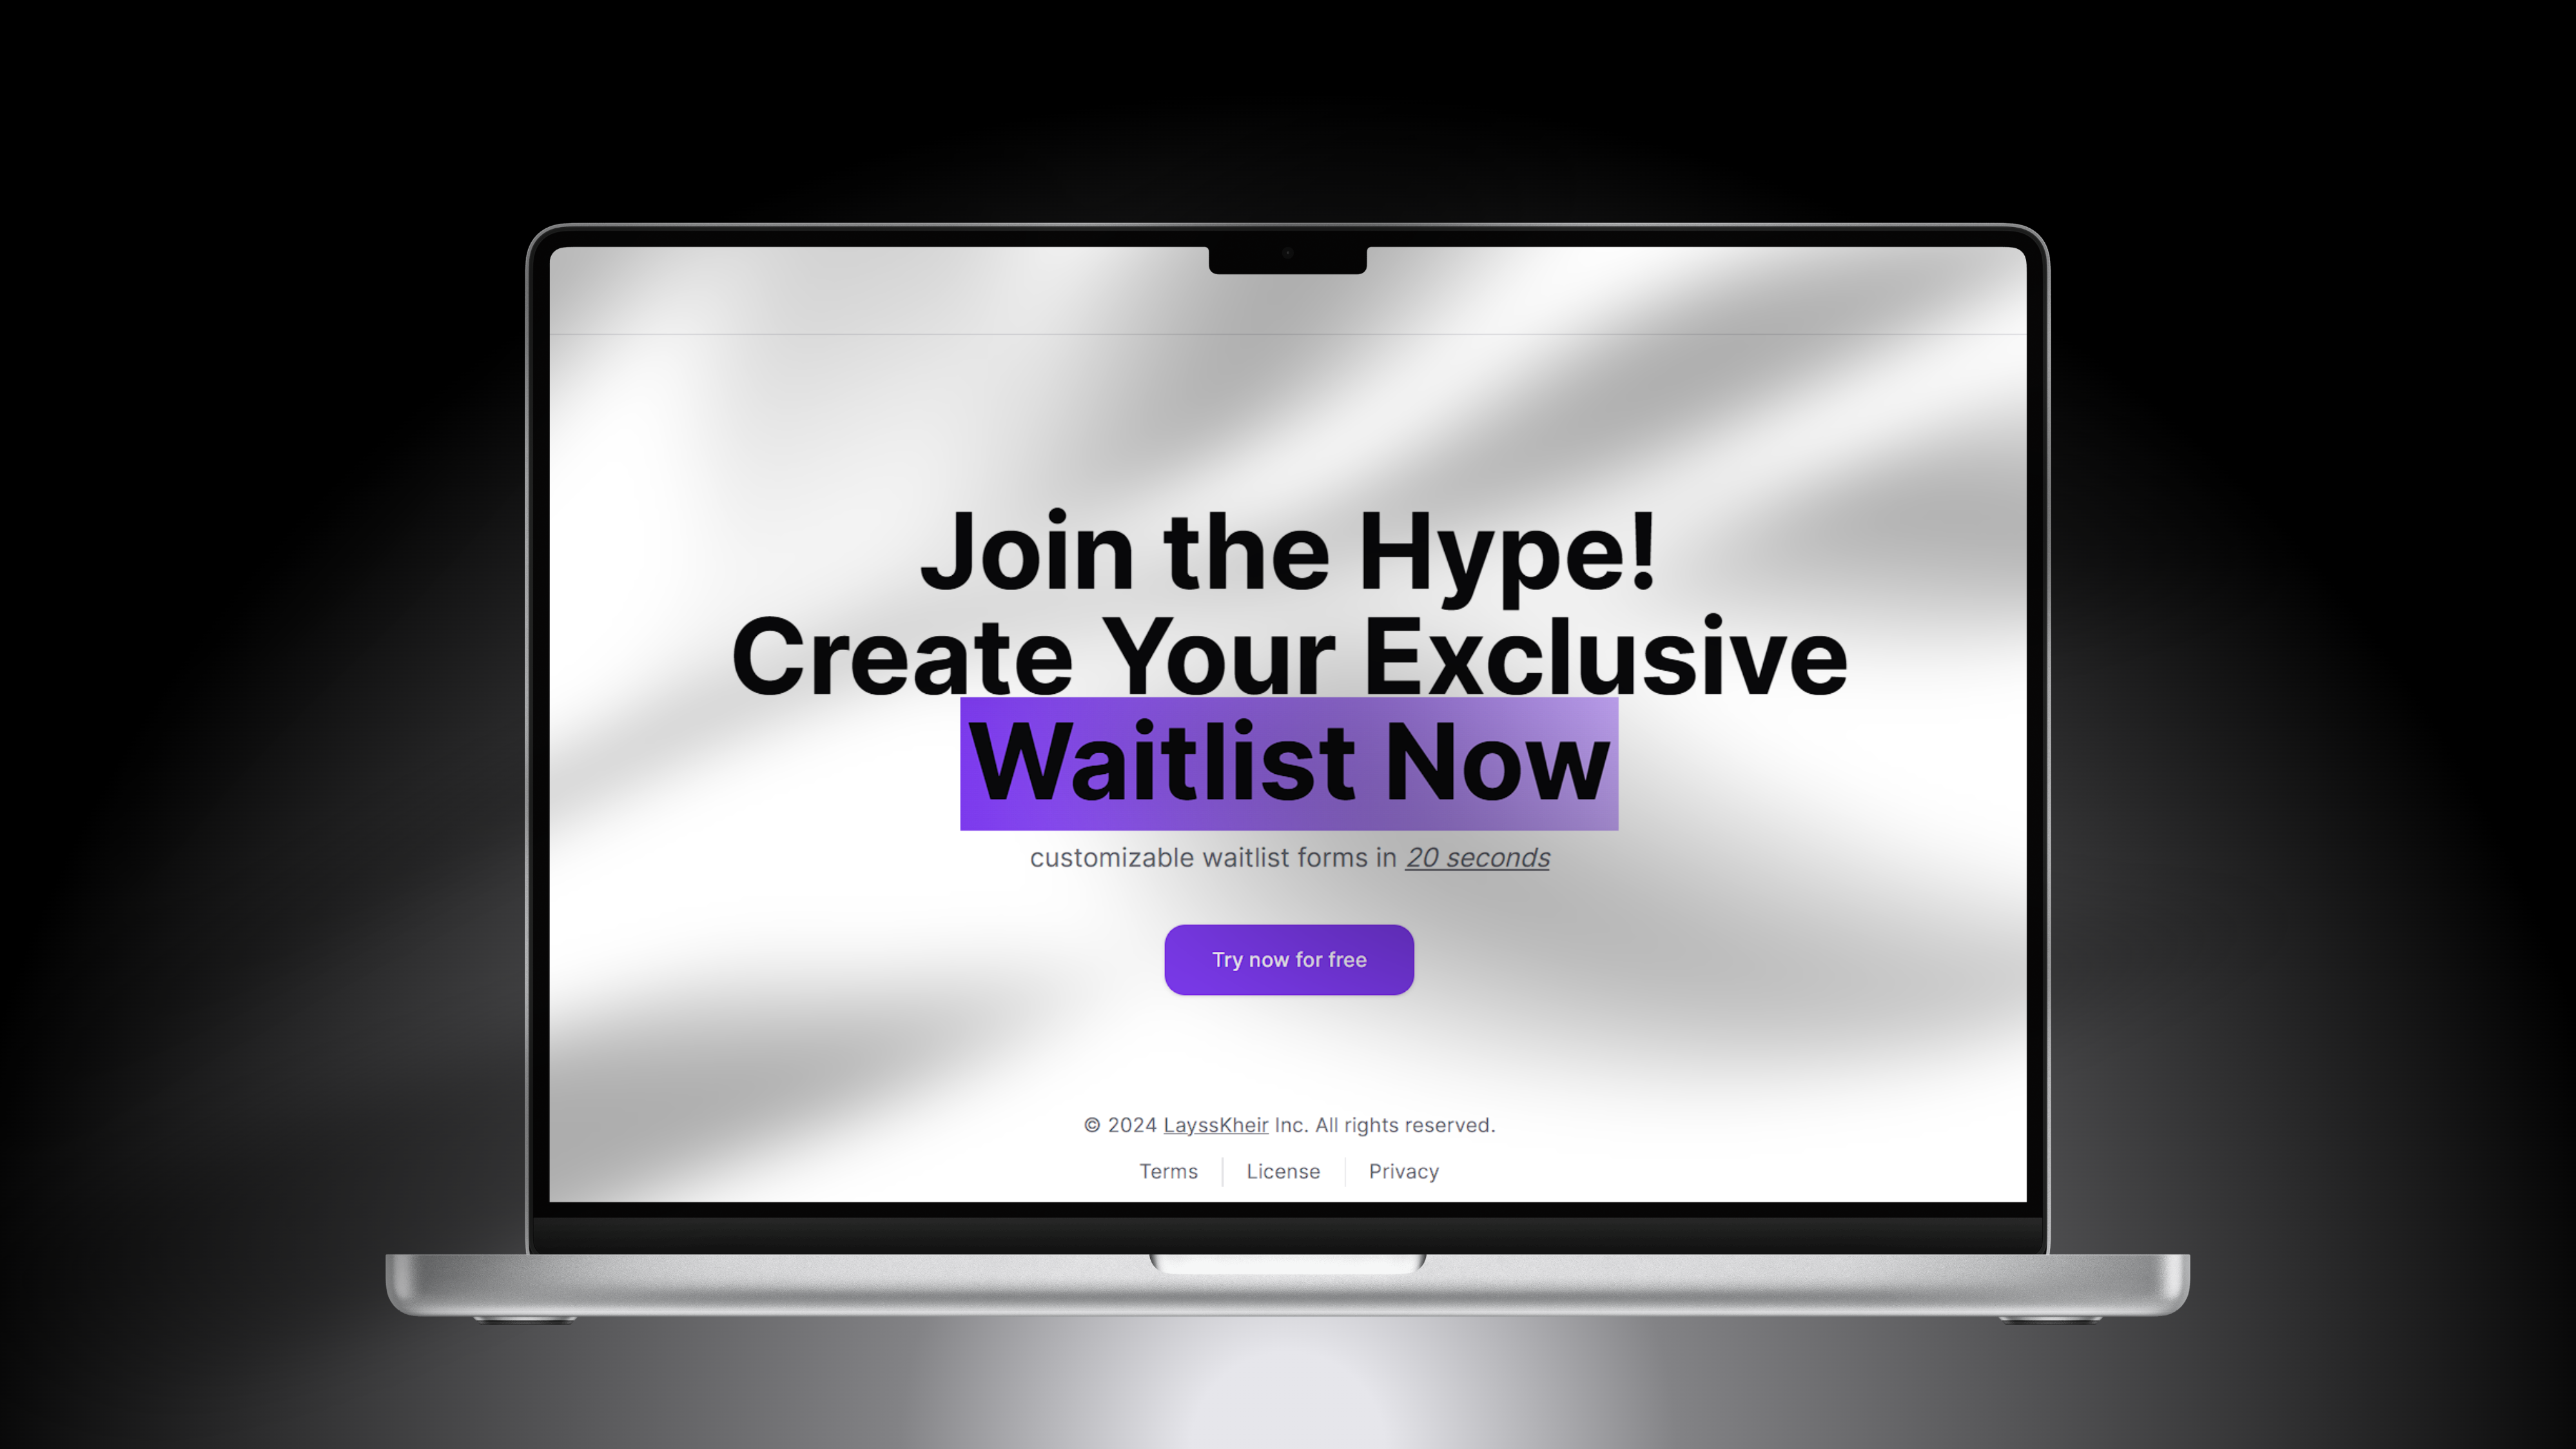 Join the Hype!
Create Your Exclusive
Waitlist Now
customizable waitlist forms in 20 seconds
Try now for free
© 2024 LayssKheir Inc. All rights reserved.
Terms
License
Privacy